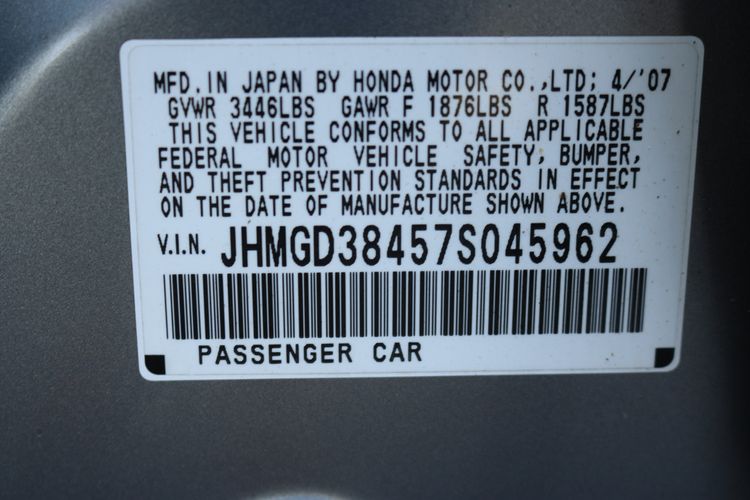 MFD. IN JAPAN BY HONDA MOTOR CO.,LTD; 4/'07
GVWR 3446LBS GAWR F 1876LBS R 1587LBS
THIS VEHICLE CONFORMS TO ALL APPLICABLE
FEDERAL MOTOR VEHICLE SAFETY, BUMPER,
AND THEFT PREVENTION STANDARDS IN EFFECT
ON THE DATE OF MANUFACTURE SHOWN ABOVE.
V.I.N. JHMGD38457S045962
PASSENGER CAR